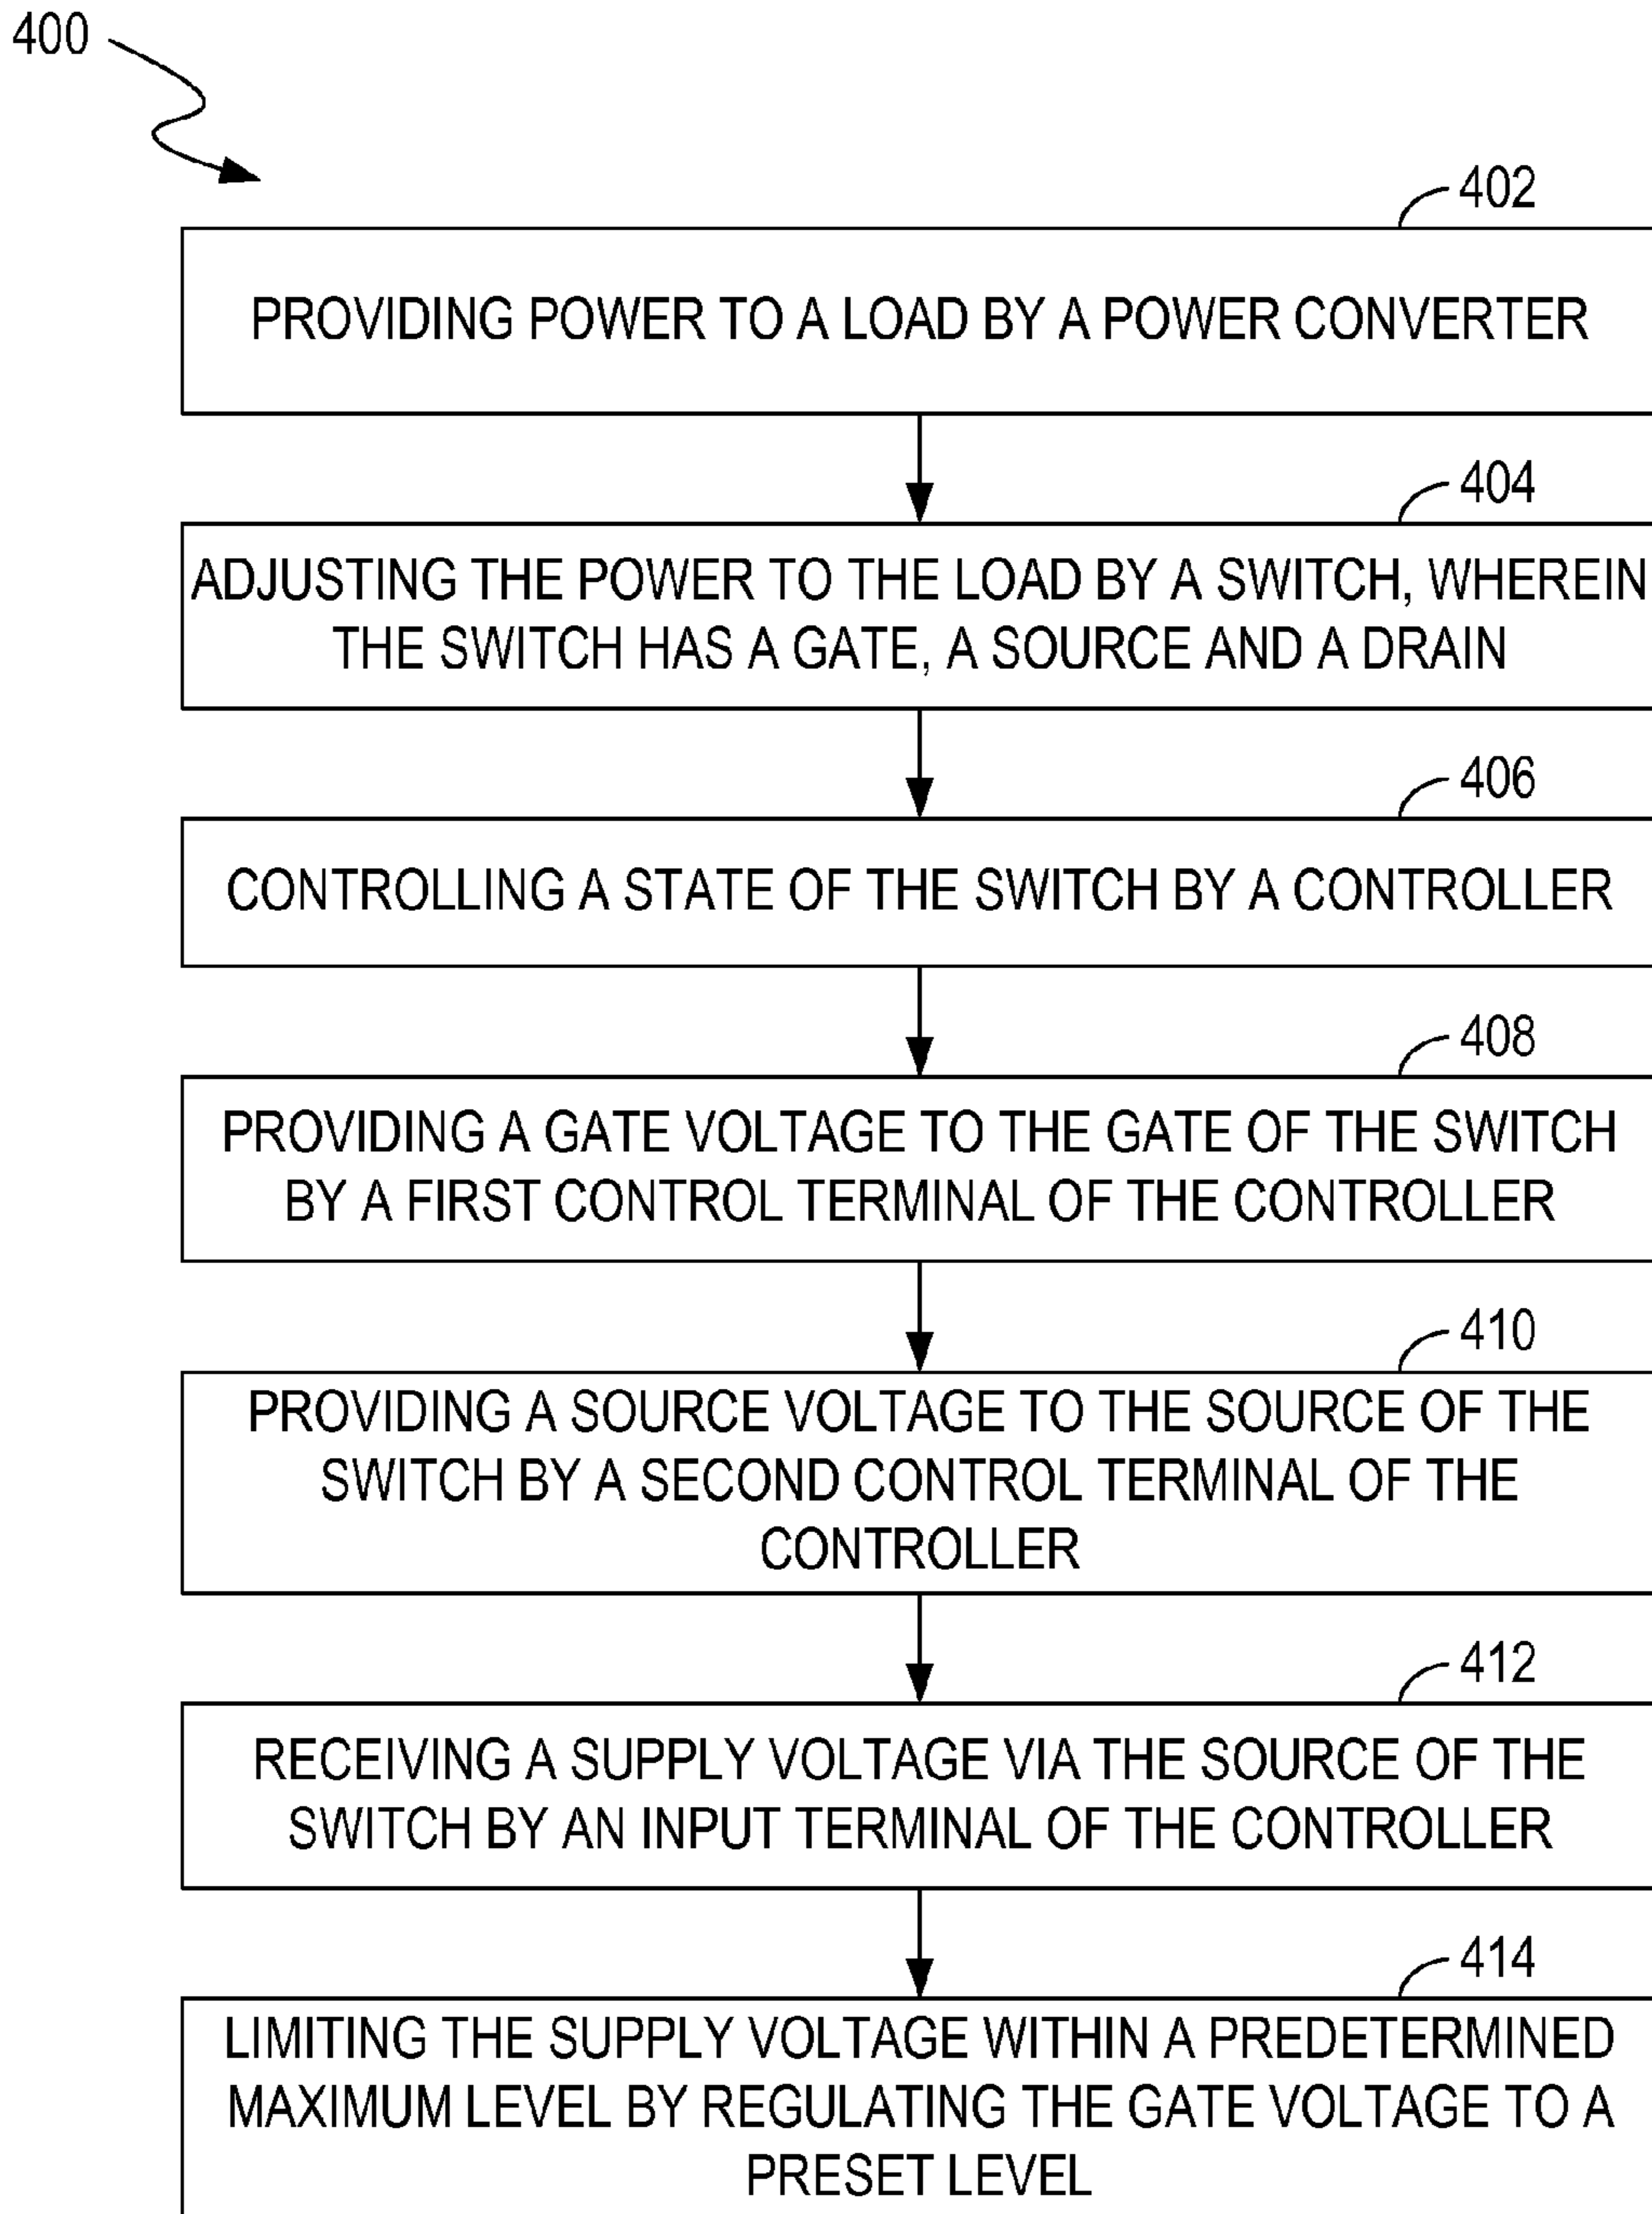 400
402
PROVIDING POWER TO A LOAD BY A POWER CONVERTER
404
ADJUSTING THE POWER TO THE LOAD BY A SWITCH, WHEREIN
THE SWITCH HAS A GATE, A SOURCE AND A DRAIN
406
CONTROLLING A STATE OF THE SWITCH BY A CONTROLLER
408
PROVIDING A GATE VOLTAGE TO THE GATE OF THE SWITCH
BY A FIRST CONTROL TERMINAL OF THE CONTROLLER
410
PROVIDING A SOURCE VOLTAGE TO THE SOURCE OF THE
SWITCH BY A SECOND CONTROL TERMINAL OF THE
CONTROLLER
412
RECEIVING A SUPPLY VOLTAGE VIA THE SOURCE OF THE
SWITCH BY AN INPUT TERMINAL OF THE CONTROLLER
414
LIMITING THE SUPPLY VOLTAGE WITHIN A PREDETERMINED
MAXIMUM LEVEL BY REGULATING THE GATE VOLTAGE TO A
PRESET LEVEL